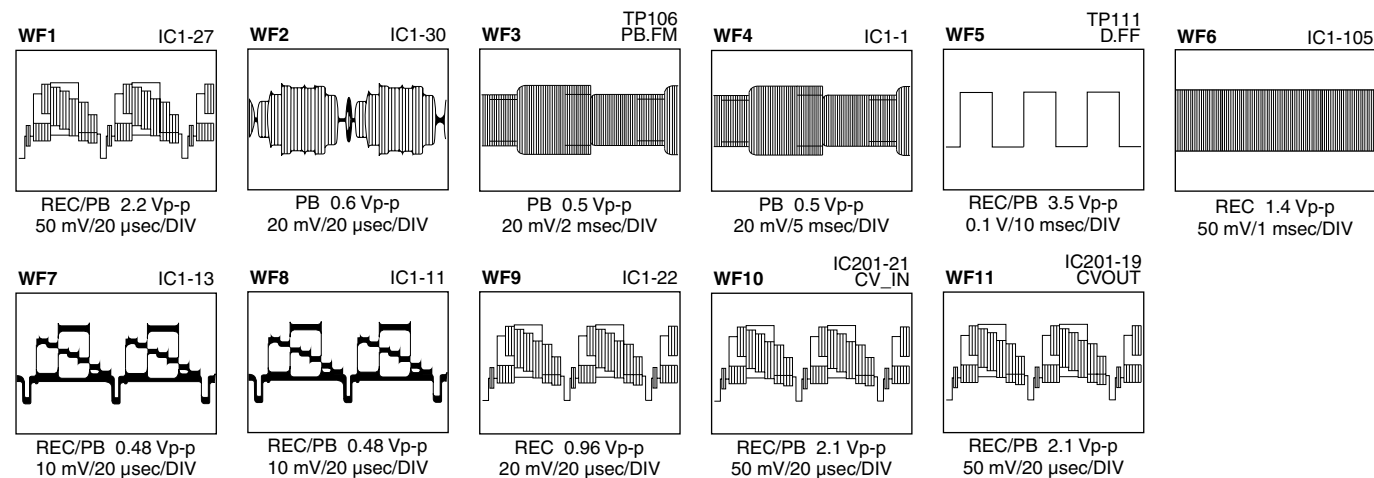 WF1 IC1-27
REC/PB 2.2 Vp-p
50 mV/20 µsec/DIV
WF2 IC1-30
PB 0.6 Vp-p
20 mV/20 µsec/DIV
TP106
WF3 PB.FM
PB 0.5 Vp-p
20 mV/2 msec/DIV
WF4 IC1-1
PB 0.5 Vp-p
20 mV/5 msec/DIV
TP111
WF5 D.FF
REC/PB 3.5 Vp-p
0.1 V/10 msec/DIV
WF6 IC1-105
REC 1.4 Vp-p
50 mV/1 msec/DIV
WF7 IC1-13
REC/PB 0.48 Vp-p
10 mV/20 µsec/DIV
WF8 IC1-11
REC/PB 0.48 Vp-p
10 mV/20 µsec/DIV
WF9 IC1-22
REC 0.96 Vp-p
20 mV/20 µsec/DIV
IC201-21
WF10 CV_IN
REC/PB 2.1 Vp-p
50 mV/20 µsec/DIV
IC201-19
WF11 CVOUT
REC/PB 2.1 Vp-p
50 mV/20 µsec/DIV